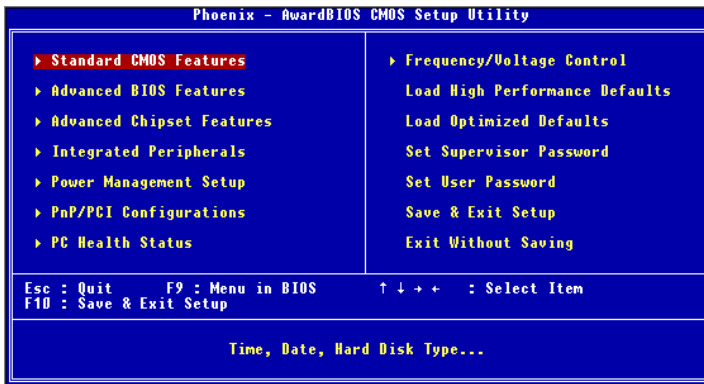 Phoenix - AwardBIOS CMOS Setup Utility
▸ Standard CMOS Features
▸ Advanced BIOS Features
▸ Advanced Chipset Features
▸ Integrated Peripherals
▸ Power Management Setup
▸ PnP/PCI Configurations
▸ PC Health Status
▸ Frequency/Voltage Control
Load High Performance Defaults
Load Optimized Defaults
Set Supervisor Password
Set User Password
Save & Exit Setup
Exit Without Saving
Esc : Quit F9 : Menu in BIOS ↑ ↓ → ← : Select Item
F10 : Save & Exit Setup
Time, Date, Hard Disk Type...